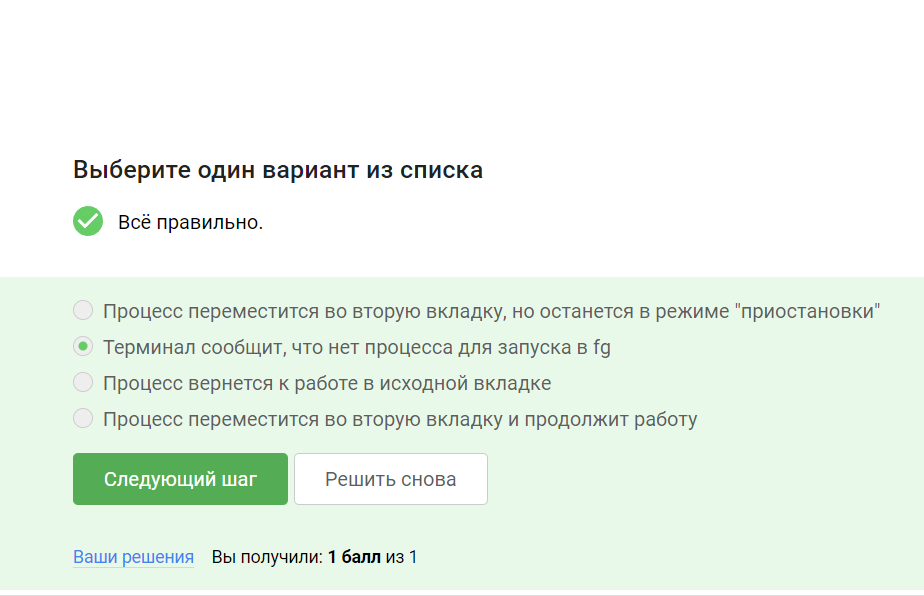 Выберите один вариант из списка
Всё правильно.
Процесс переместится во вторую вкладку, но останется в режиме "приостановки"
Терминал сообщит, что нет процесса для запуска в fg
Процесс вернется к работе в исходной вкладке
Процесс переместится во вторую вкладку и продолжит работу
Следующий шаг Решить снова
Ваши решения Вы получили: 1 балл из 1